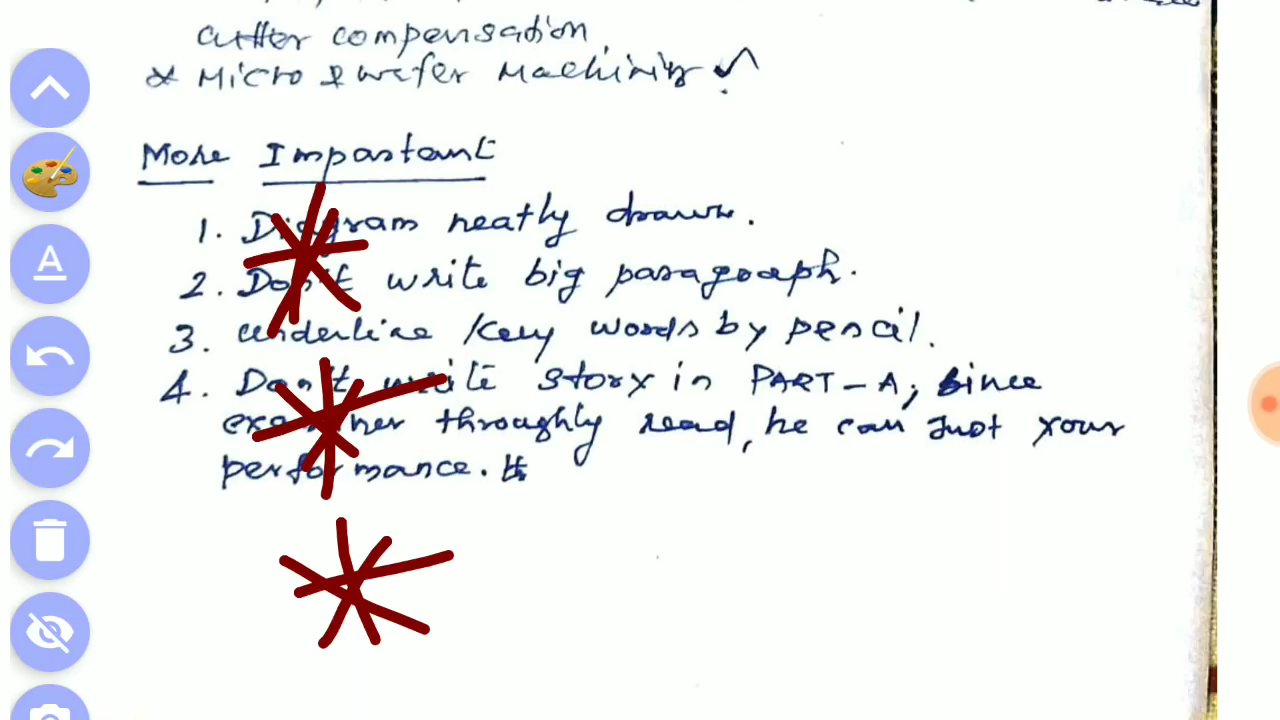 cutter compensation
* Micro & wafer Machining
More Important
1. Diagram neatly drawn.
2. Don't write big paragraph.
3. underline key words by pencil.
4. Don't write story in PART-A, since
examiner throughly read, he can just your
performance.
A